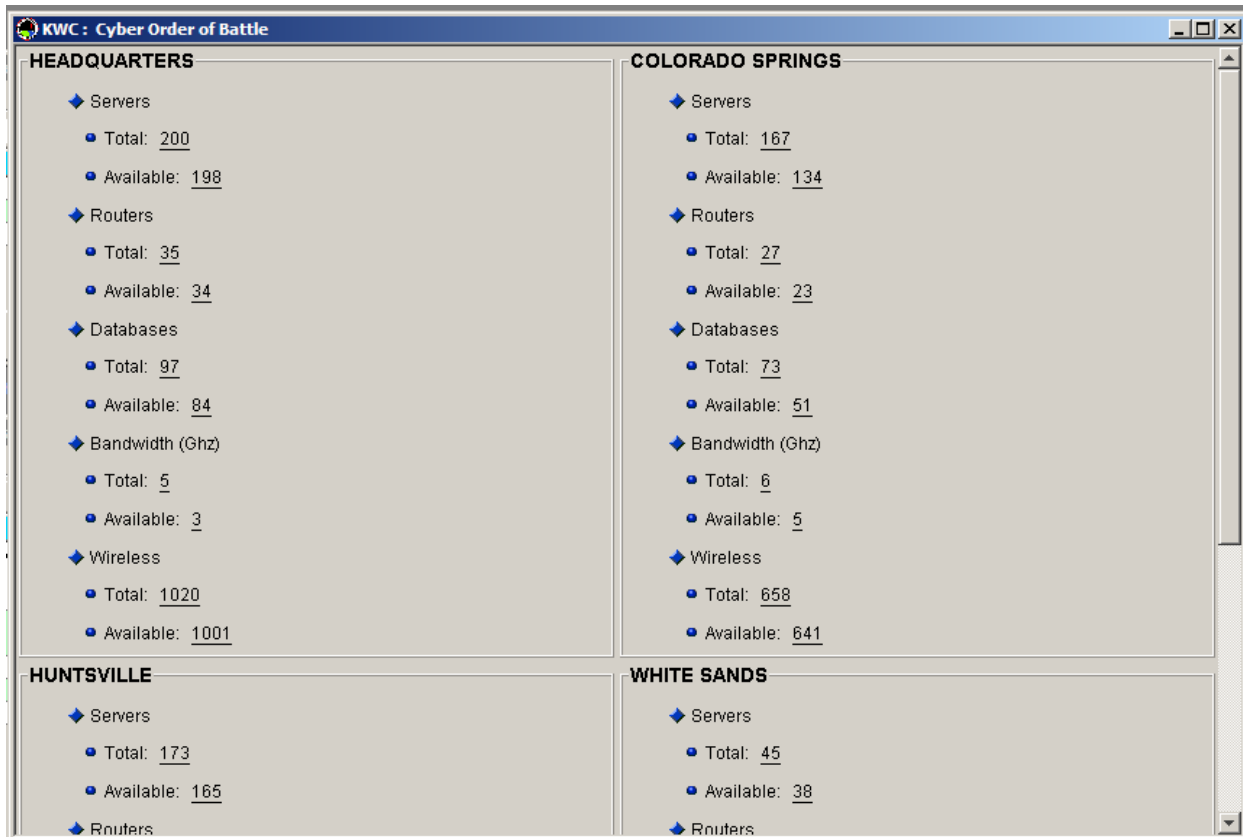 KWC : Cyber Order of Battle
HEADQUARTERS
Servers
Total: 200
Available: 198
Routers
Total: 35
Available: 34
Databases
Total: 97
Available: 84
Bandwidth (Ghz)
Total: 5
Available: 3
Wireless
Total: 1020
Available: 1001
COLORADO SPRINGS
Servers
Total: 167
Available: 134
Routers
Total: 27
Available: 23
Databases
Total: 73
Available: 51
Bandwidth (Ghz)
Total: 6
Available: 5
Wireless
Total: 658
Available: 641
HUNTSVILLE
Servers
Total: 173
Available: 165
Routers
WHITE SANDS
Servers
Total: 45
Available: 38
Routers